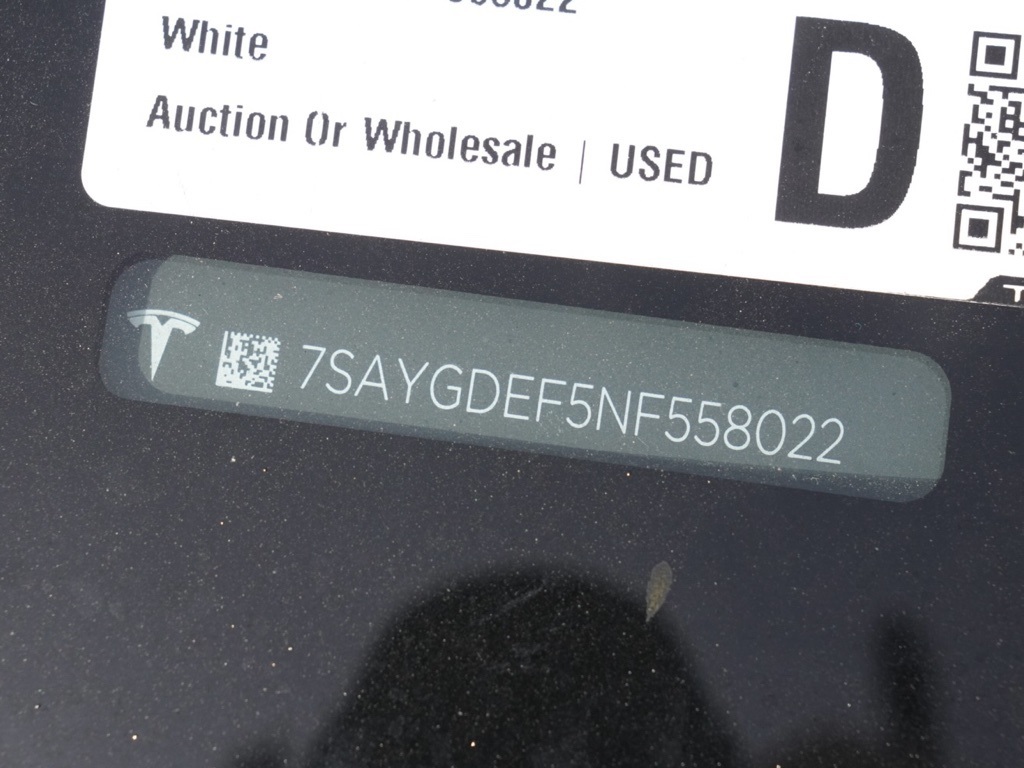 White
Auction Or Wholesale | USED
D
7SAYGDEF5NF558022